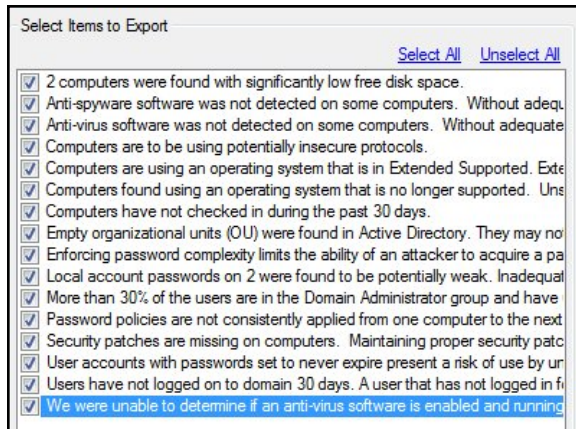 Select Items to Export
Select All Unselect All
2 computers were found with significantly low free disk space.
Anti-spyware software was not detected on some computers. Without adequ
Anti-virus software was not detected on some computers. Without adequate
Computers are to be using potentially insecure protocols.
Computers are using an operating system that is in Extended Supported. Exte
Computers found using an operating system that is no longer supported. Uns
Computers have not checked in during the past 30 days.
Empty organizational units (OU) were found in Active Directory. They may no
Enforcing password complexity limits the ability of an attacker to acquire a pa
Local account passwords on 2 were found to be potentially weak. Inadequat
More than 30% of the users are in the Domain Administrator group and have
Password policies are not consistently applied from one computer to the next
Security patches are missing on computers. Maintaining proper security patc
User accounts with passwords set to never expire present a risk of use by un
Users have not logged on to domain 30 days. A user that has not logged in f
We were unable to determine if an anti-virus software is enabled and running